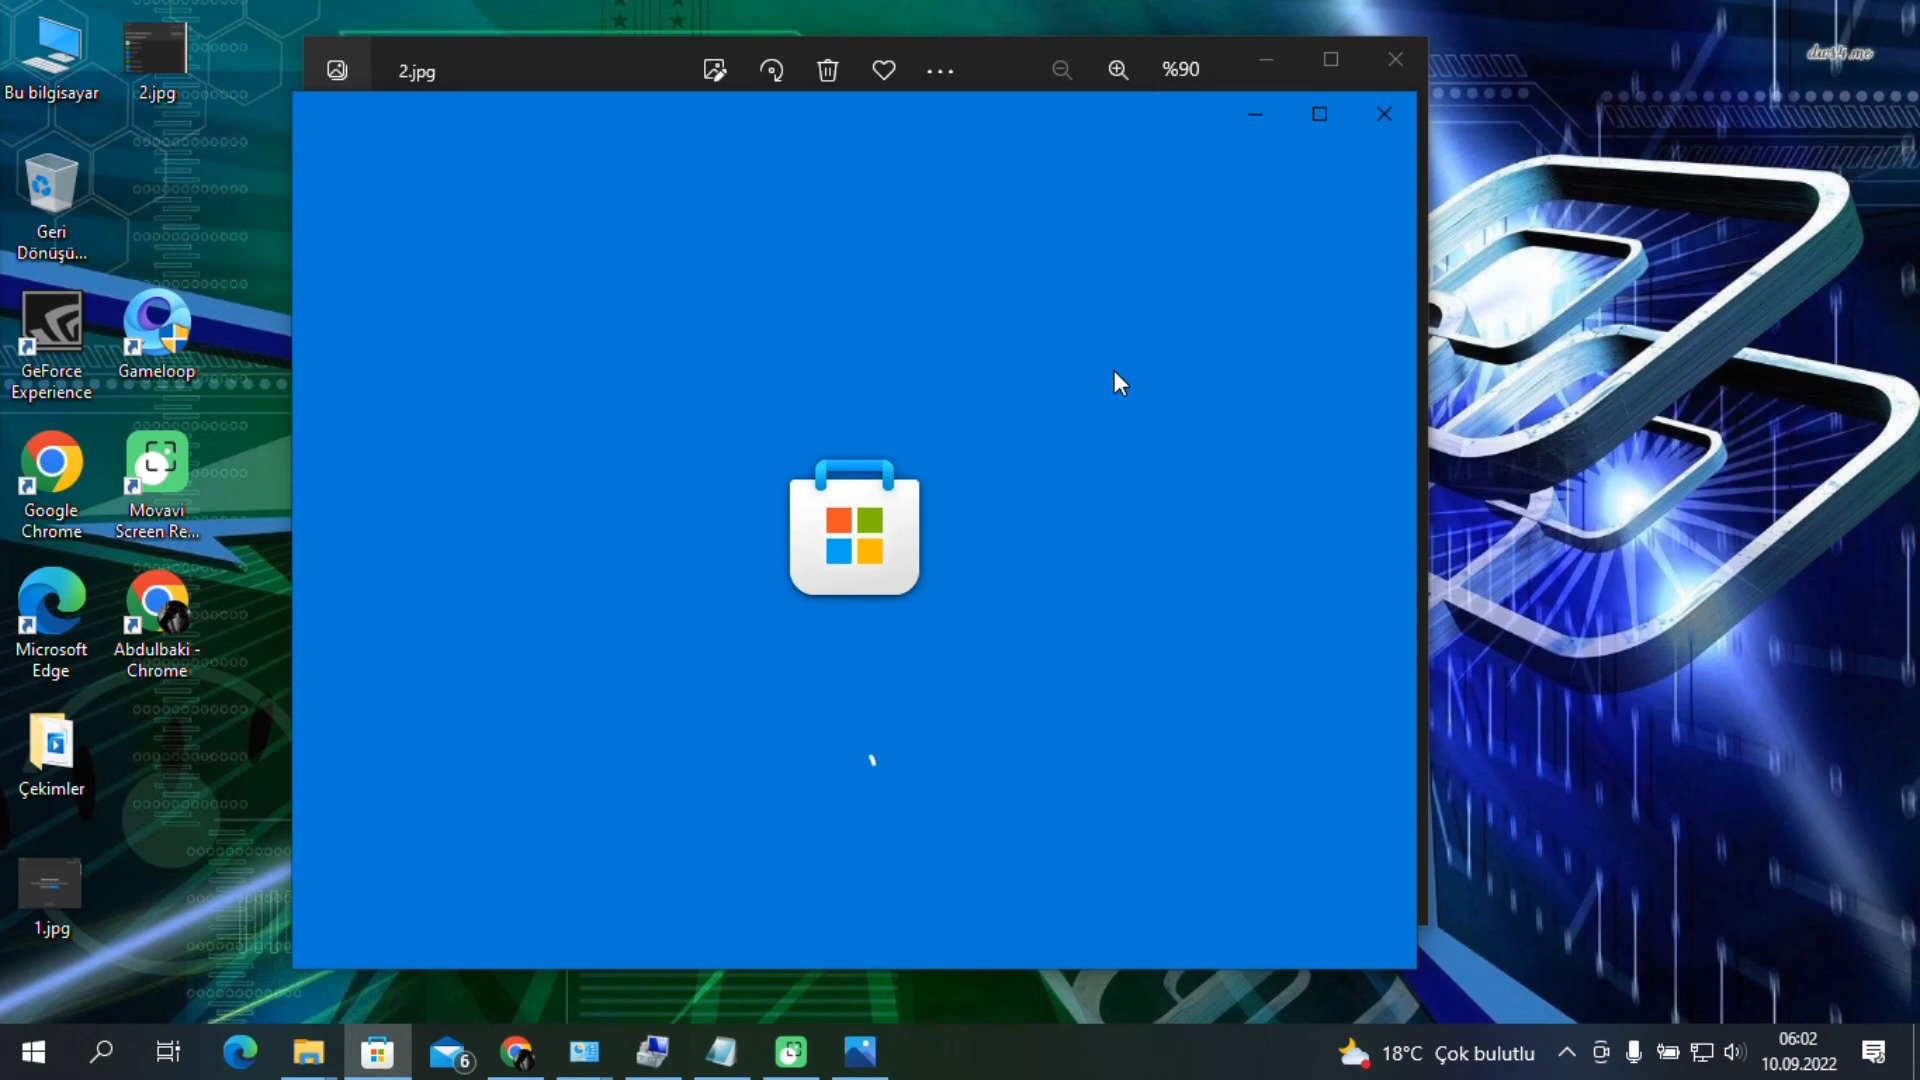 Bu bilgisayar
2.jpg
Geri
Dönüşü...
GeForce
Experience
Gameloop
Google
Chrome
Movavi
Screen Re...
Microsoft
Edge
Abdulbaki -
Chrome
Çekimler
1.jpg
2.jpg
%90
6
18°C Çok bulutlu
06:02
10.09.2022